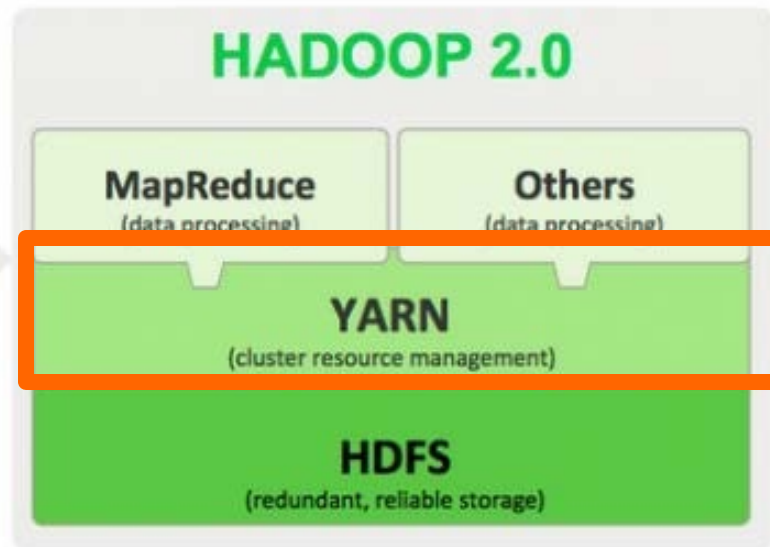 HADOOP 2.0
MapReduce
(data processing)
Others
(data processing)
YARN
(cluster resource management)
HDFS
(redundant, reliable storage)